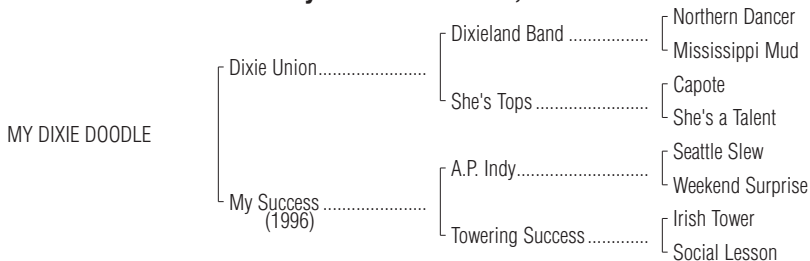 Dixieland Band ..................
Northern Dancer
Mississippi Mud
Dixie Union........................
She's Tops .........................
Capote
She's a Talent
MY DIXIE DOODLE
A.P. Indy.............................
Seattle Slew
Weekend Surprise
My Success .......................
(1996)
Towering Success..............
Irish Tower
Social Lesson